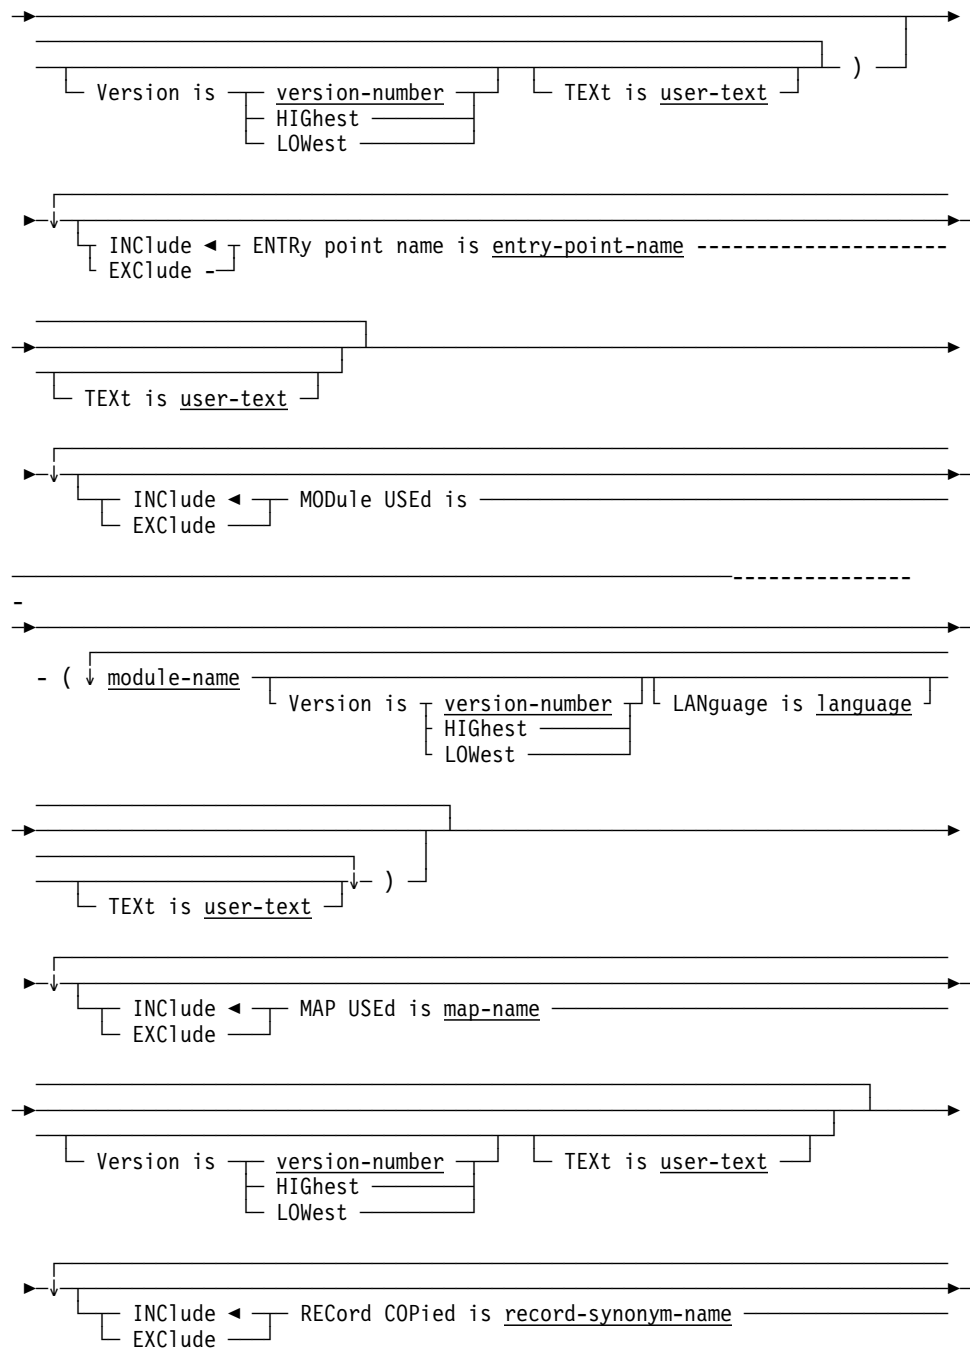 )
Version is version-number TEXt is user-text
HIGhest
LOWest
INClude ENTRy point name is entry-point-name
EXClude
TEXt is user-text
INClude MODule USEd is
EXClude
( module-name
Version is version-number LANguage is language
HIGhest
LOWest
)
TEXt is user-text
INClude MAP USEd is map-name
EXClude
Version is version-number TEXt is user-text
HIGhest
LOWest
INClude RECord COPied is record-synonym-name
EXClude